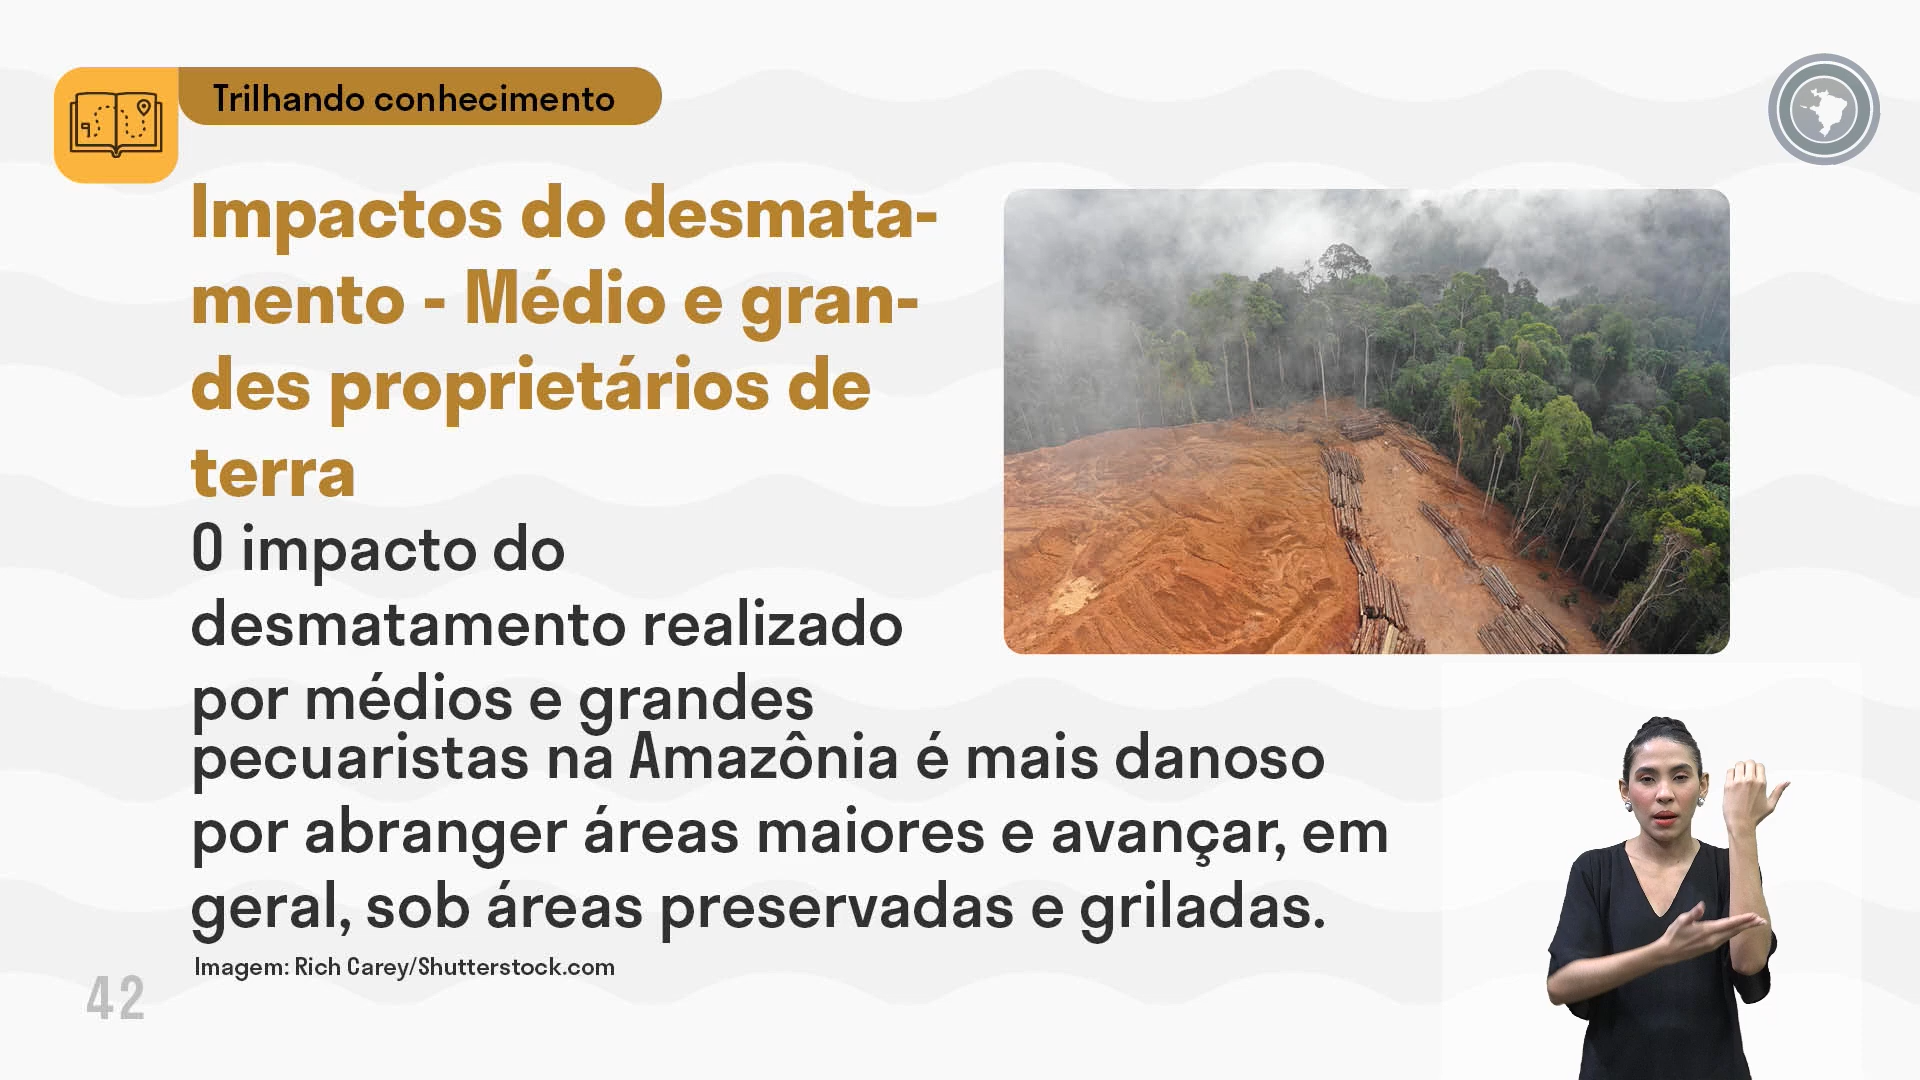 Trilhando conhecimento
Impactos do desmata-
mento - Médio e gran-
des proprietários de
terra
O impacto do
desmatamento realizado
por médios e grandes
pecuaristas na Amazônia é mais danoso
por abranger áreas maiores e avançar, em
geral, sob áreas preservadas e griladas.
Imagem: Rich Carey/Shutterstock.com
42